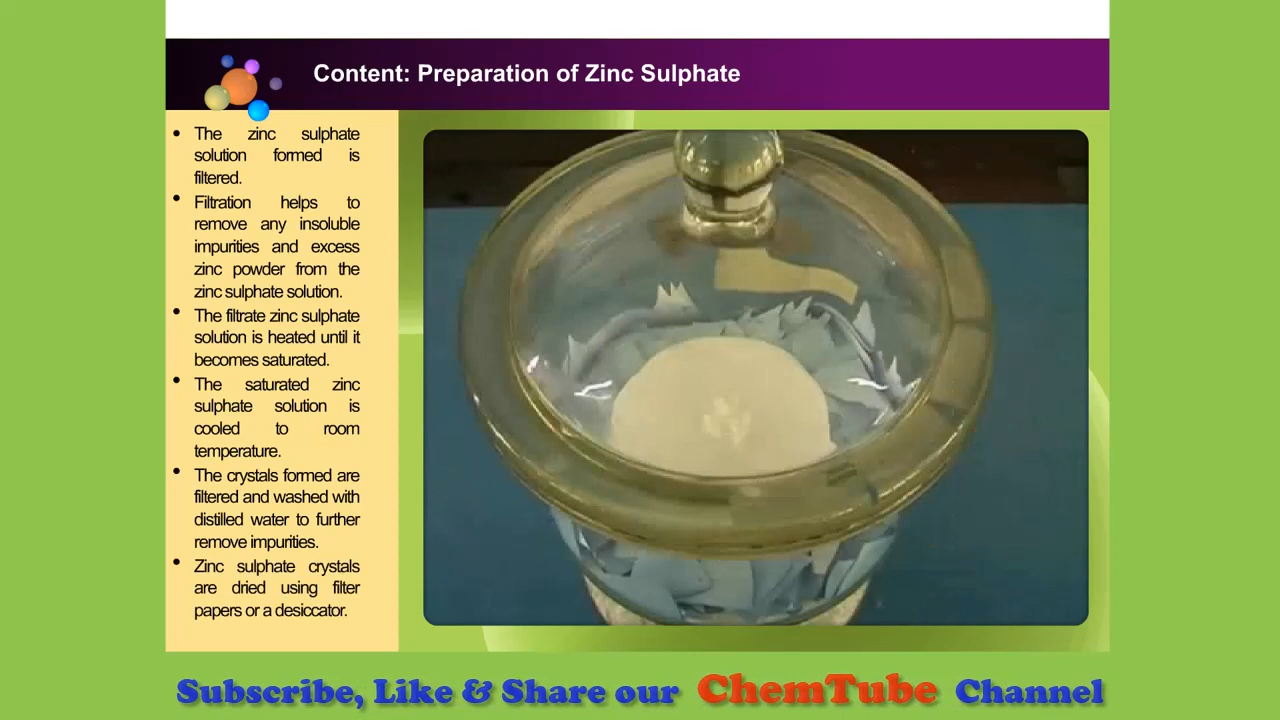 Content: Preparation of Zinc Sulphate
• The zinc sulphate
solution formed is
filtered.
• Filtration helps to
remove any insoluble
impurities and excess
zinc powder from the
zinc sulphate solution.
• The filtrate zinc sulphate
solution is heated until it
becomes saturated.
• The saturated zinc
sulphate solution is
cooled to room
temperature.
• The crystals formed are
filtered and washed with
distilled water to further
remove impurities.
• Zinc sulphate crystals
are dried using filter
papers or a desiccator.
Subscribe, Like & Share our ChemTube Channel